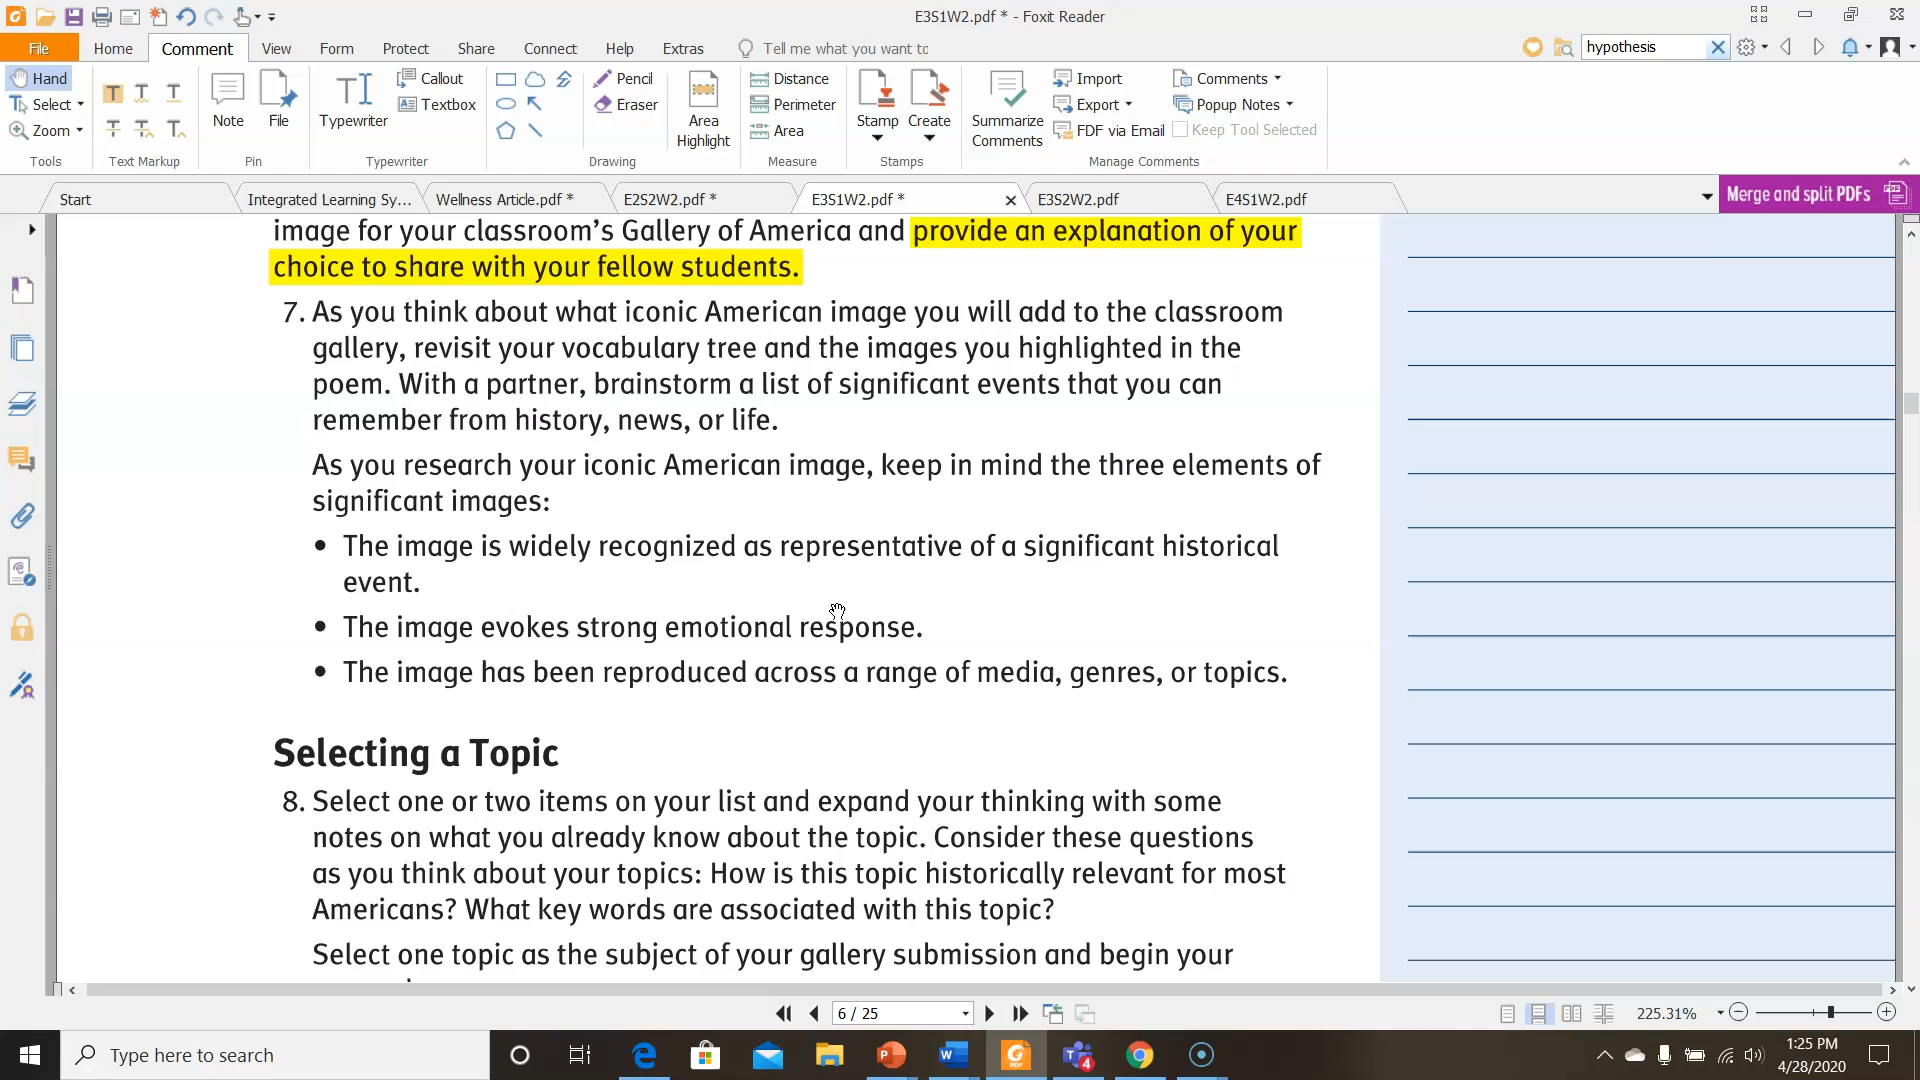 E3S1W2.pdf * - Foxit Reader
File Home Comment View Form Protect Share Connect Help Extras Tell me what you want to hypothesis
Hand
Select
Zoom
Tools
Text Markup
Note
File
Pin
Typewriter
Callout
Textbox
Typewriter
Pencil
Eraser
Drawing
Area
Highlight
Distance
Perimeter
Area
Measure
Stamp
Create
Stamps
Summarize
Comments
Import
Export
FDF via Email
Comments
Popup Notes
Keep Tool Selected
Manage Comments
Start Integrated Learning Sy... Wellness Article.pdf * E2S2W2.pdf * E3S1W2.pdf * E3S2W2.pdf E4S1W2.pdf Merge and split PDFs
image for your classroom's Gallery of America and provide an explanation of your
choice to share with your fellow students.
7. As you think about what iconic American image you will add to the classroom
gallery, revisit your vocabulary tree and the images you highlighted in the
poem. With a partner, brainstorm a list of significant events that you can
remember from history, news, or life.
As you research your iconic American image, keep in mind the three elements of
significant images:
• The image is widely recognized as representative of a significant historical
event.
• The image evokes strong emotional response.
• The image has been reproduced across a range of media, genres, or topics.
Selecting a Topic
8. Select one or two items on your list and expand your thinking with some
notes on what you already know about the topic. Consider these questions
as you think about your topics: How is this topic historically relevant for most
Americans? What key words are associated with this topic?
Select one topic as the subject of your gallery submission and begin your
6 / 25
225.31%
Type here to search
4
1:25 PM
4/28/2020